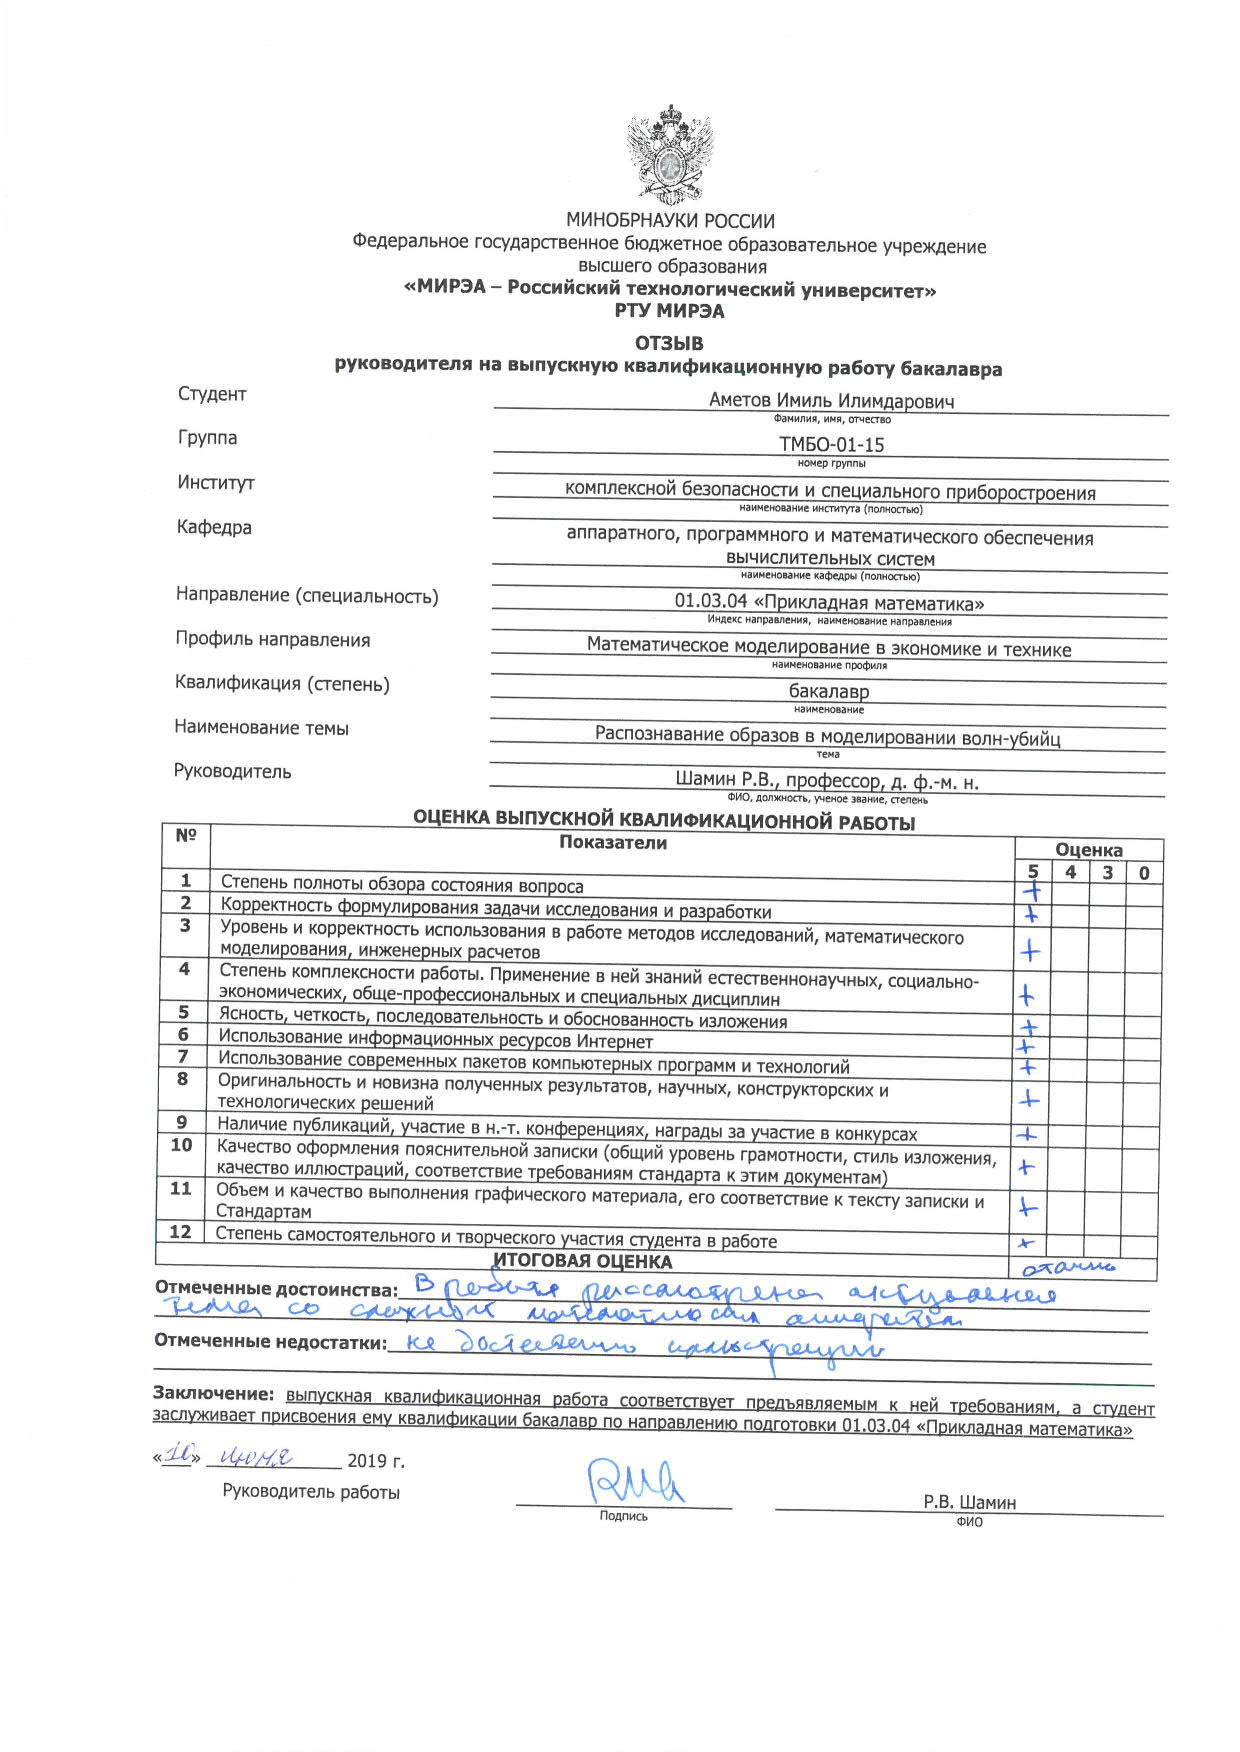 МИНОБРНАУКИ РОССИИ
Федеральное государственное бюджетное образовательное учреждение
высшего образования
«МИРЭА – Российский технологический университет»
РТУ МИРЭА
ОТЗЫВ
руководителя на выпускную квалификационную работу бакалавра
Студент Аметов Имиль Илимдарович
Фамилия, имя, отчество
Группа ТМБО-01-15
номер группы
Институт комплексной безопасности и специального приборостроения
наименование института (полностью)
Кафедра аппаратного, программного и математического обеспечения
вычислительных систем
наименование кафедры (полностью)
Направление (специальность) 01.03.04 «Прикладная математика»
Индекс направления, наименование направления
Профиль направления Математическое моделирование в экономике и технике
наименование профиля
Квалификация (степень) бакалавр
наименование
Наименование темы Распознавание образов в моделировании волн-убийц
тема
Руководитель Шамин Р.В., профессор, д. ф.-м. н.
ФИО, должность, ученое звание, степень
ОЦЕНКА ВЫПУСКНОЙ КВАЛИФИКАЦИОННОЙ РАБОТЫ
№ Показатели Оценка
5 4 3 0
1 Степень полноты обзора состояния вопроса +
2 Корректность формулирования задачи исследования и разработки +
3 Уровень и корректность использования в работе методов исследований, математического
моделирования, инженерных расчетов +
4 Степень комплексности работы. Применение в ней знаний естественнонаучных, социально-
экономических, обще-профессиональных и специальных дисциплин +
5 Ясность, четкость, последовательность и обоснованность изложения +
6 Использование информационных ресурсов Интернет +
7 Использование современных пакетов компьютерных программ и технологий +
8 Оригинальность и новизна полученных результатов, научных, конструкторских и
технологических решений +
9 Наличие публикаций, участие в н.-т. конференциях, награды за участие в конкурсах +
10 Качество оформления пояснительной записки (общий уровень грамотности, стиль изложения,
качество иллюстраций, соответствие требованиям стандарта к этим документам) +
11 Объем и качество выполнения графического материала, его соответствие к тексту записки и
Стандартам +
12 Степень самостоятельного и творческого участия студента в работе +
ИТОГОВАЯ ОЦЕНКА отлично
Отмеченные достоинства: В работе рассмотрена актуальная
тема со сложным математическим
Отмеченные недостатки: не достаточно иллюстраций
Заключение: выпускная квалификационная работа соответствует предъявляемым к ней требованиям, а студент
заслуживает присвоения ему квалификации бакалавр по направлению подготовки 01.03.04 «Прикладная математика»
«10» июня 2019 г.
Руководитель работы Р.В. Шамин
Подпись ФИО